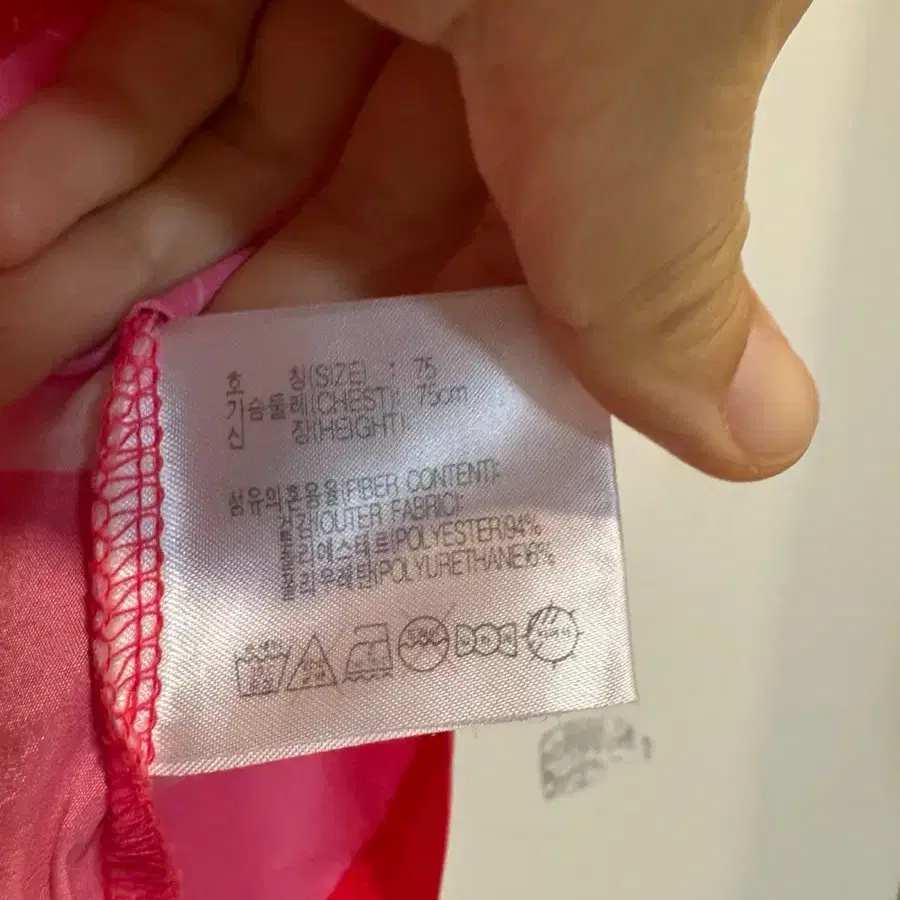 호 칭(SIZE) : 75
가슴둘레(CHEST): 75cm
신 장(HEIGHT):
섬유의혼용율(FIBER CONTENT):
겉감(OUTER FABRIC):
폴리에스테르(POLYESTER)94%
폴리우레탄(POLYURETHANE)6%